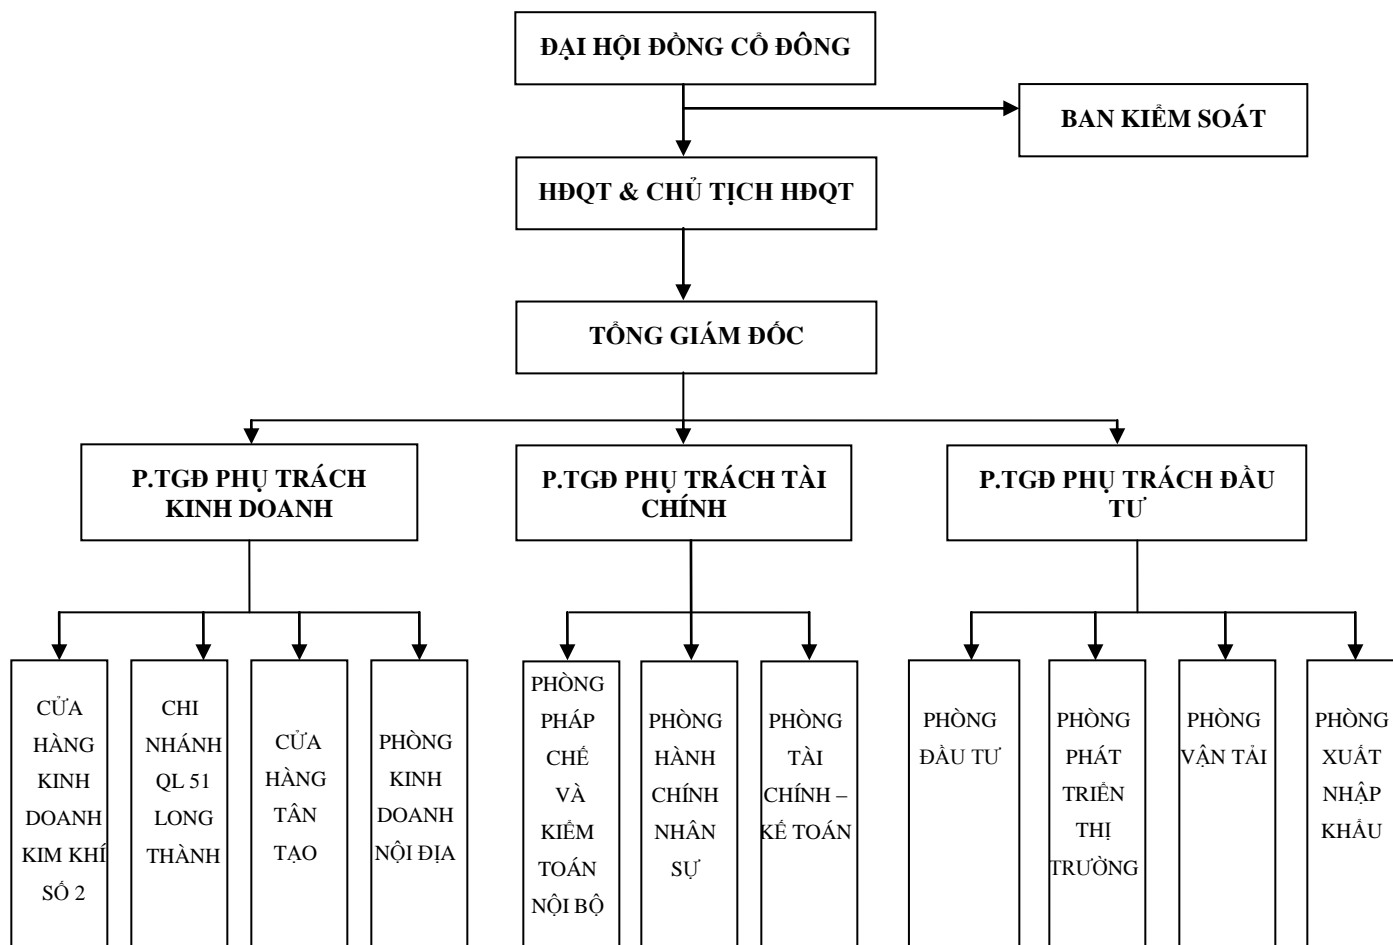 ĐẠI HỘI ĐỒNG CỔ ĐÔNG
BAN KIỂM SOÁT
HĐQT & CHỦ TỊCH HĐQT
TỔNG GIÁM ĐỐC
P.TGĐ PHỤ TRÁCH
KINH DOANH
P.TGĐ PHỤ TRÁCH TÀI
CHÍNH
P.TGĐ PHỤ TRÁCH ĐẦU
TƯ
CỬA
HÀNG
KINH
DOANH
KIM KHÍ
SỐ 2
CHI
NHÁNH
QL 51
LONG
THÀNH
CỬA
HÀNG
TÂN
TẠO
PHÒNG
KINH
DOANH
NỘI ĐỊA
PHÒNG
PHÁP
CHẾ
VÀ
KIỂM
TOÁN
NỘI BỘ
PHÒNG
HÀNH
CHÍNH
NHÂN
SỰ
PHÒNG
TÀI
CHÍNH –
KẾ TOÁN
PHÒNG
ĐẦU TƯ
PHÒNG
PHÁT
TRIỂN
THỊ
TRƯỜNG
PHÒNG
VẬN TẢI
PHÒNG
XUẤT
NHẬP
KHẨU